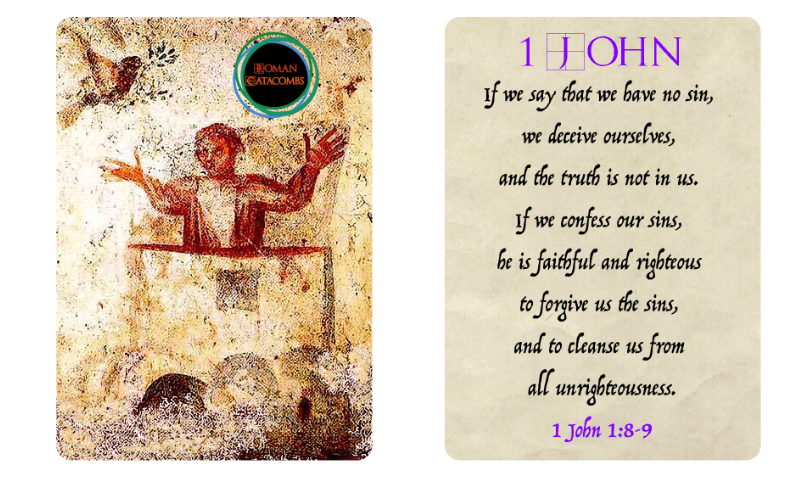 Roman
Catacombs
1 John
If we say that we have no sin,
we deceive ourselves,
and the truth is not in us.
If we confess our sins,
he is faithful and righteous
to forgive us the sins,
and to cleanse us from
all unrighteousness.
1 John 1:8-9